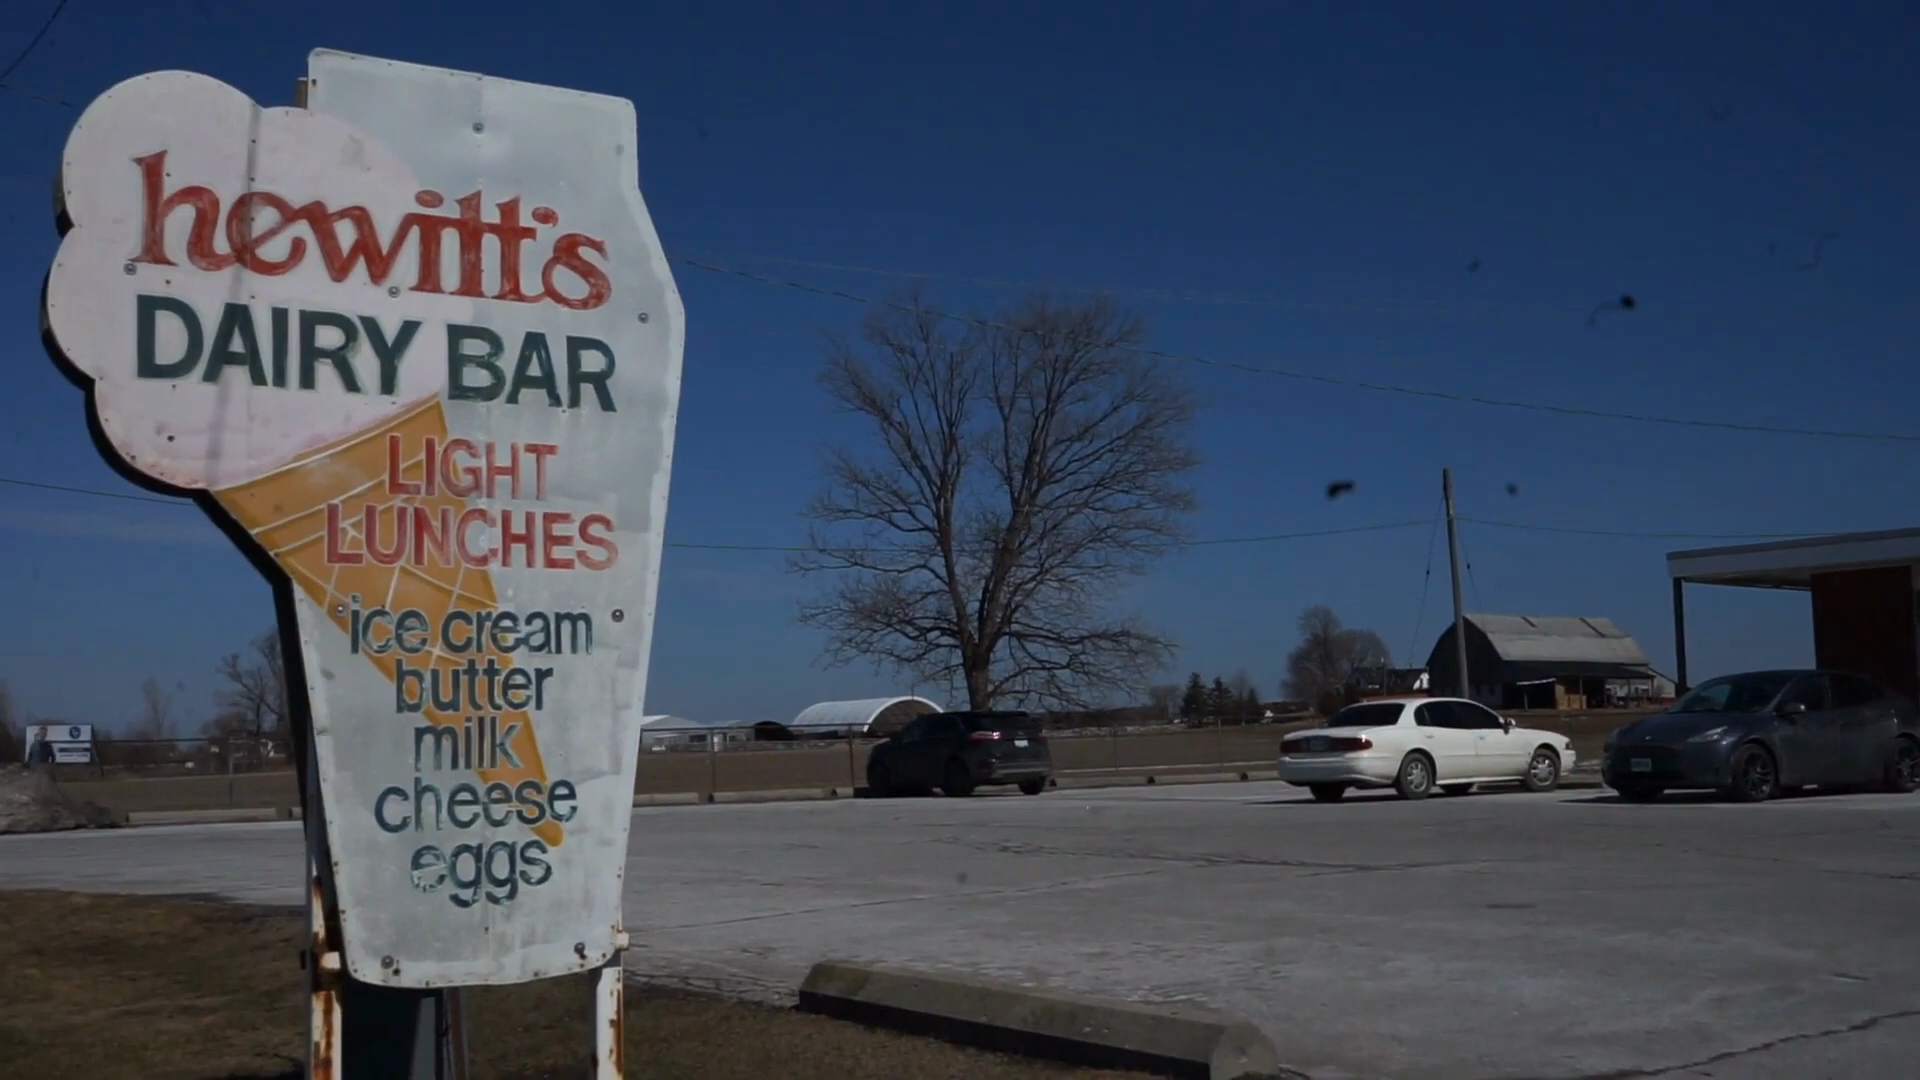 hewitt's
DAIRY BAR
LIGHT
LUNCHES
ice cream
butter
milk
cheese
eggs